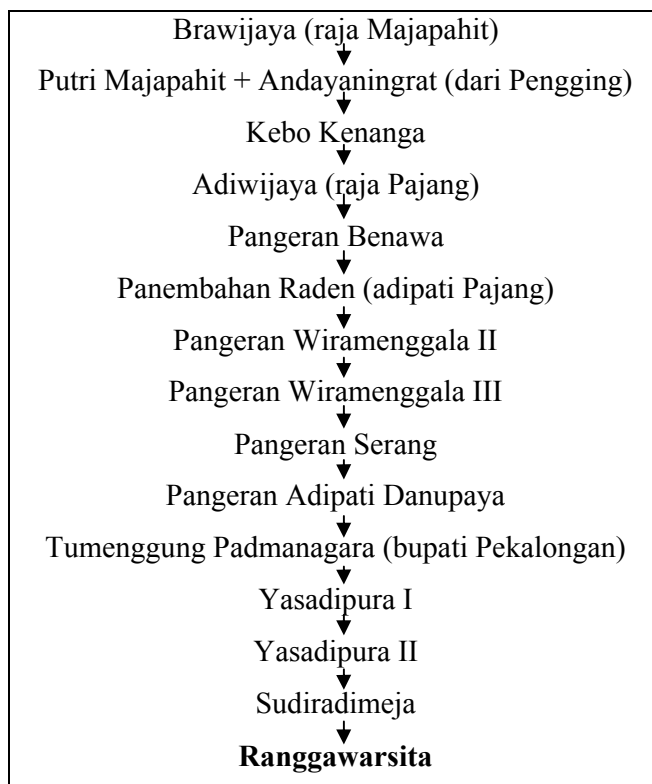 Brawijaya (raja Majapahit)
Putri Majapahit + Andayaningrat (dari Pengging)
Kebo Kenanga
Adiwijaya (raja Pajang)
Pangeran Benawa
Panembahan Raden (adipati Pajang)
Pangeran Wiramenggala II
Pangeran Wiramenggala III
Pangeran Serang
Pangeran Adipati Danupaya
Tumenggung Padmanagara (bupati Pekalongan)
Yasadipura I
Yasadipura II
Sudiradimeja
Ranggawarsita